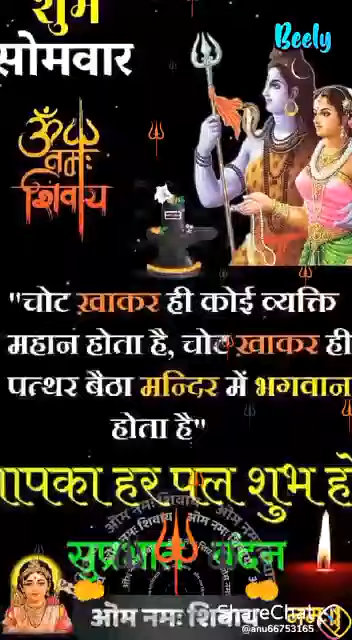 शुभ
Beely
सोमवार
ॐ
नमः
शिवाय
"चोट खाकर ही कोई व्यक्ति
महान होता है, चोट खाकर ही
पत्थर बैठा मन्दिर में भगवान
होता है"
आपका हर पल शुभ हो
सुप्रभात वंदन
ओम नमः शिवाय
ShareChat
@anu66753165